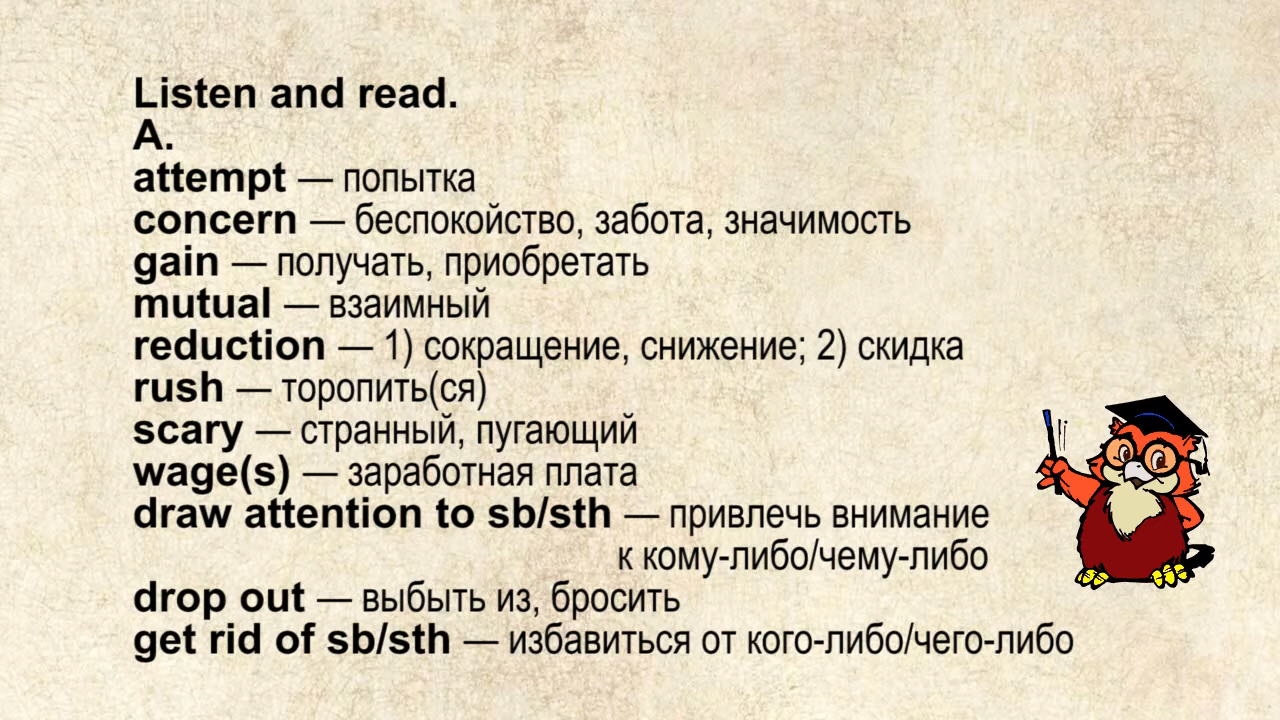 Listen and read.
A.
attempt — попытка
concern — беспокойство, забота, значимость
gain — получать, приобретать
mutual — взаимный
reduction — 1) сокращение, снижение; 2) скидка
rush — торопить(ся)
scary — странный, пугающий
wage(s) — заработная плата
draw attention to sb/sth — привлечь внимание
к кому-либо/чему-либо
drop out — выбыть из, бросить
get rid of sb/sth — избавиться от кого-либо/чего-либо